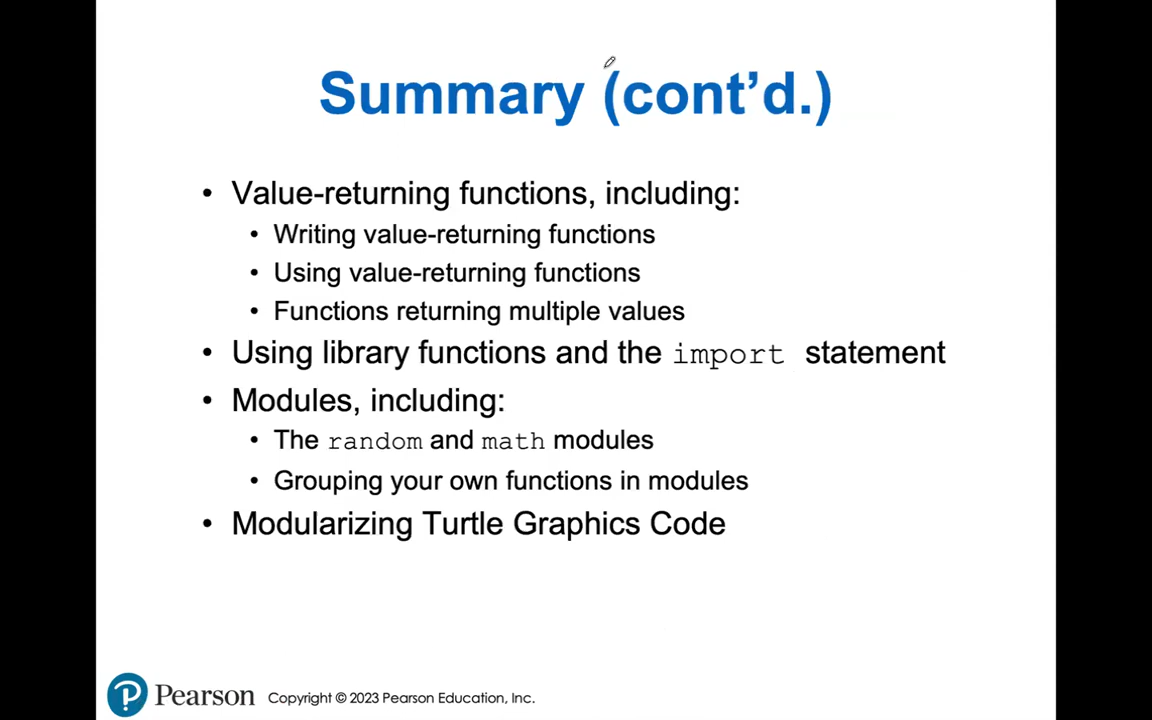 Summary (cont’d.)
• Value-returning functions, including:
• Writing value-returning functions
• Using value-returning functions
• Functions returning multiple values
• Using library functions and the import statement
• Modules, including:
• The random and math modules
• Grouping your own functions in modules
• Modularizing Turtle Graphics Code
Pearson Copyright © 2023 Pearson Education, Inc.